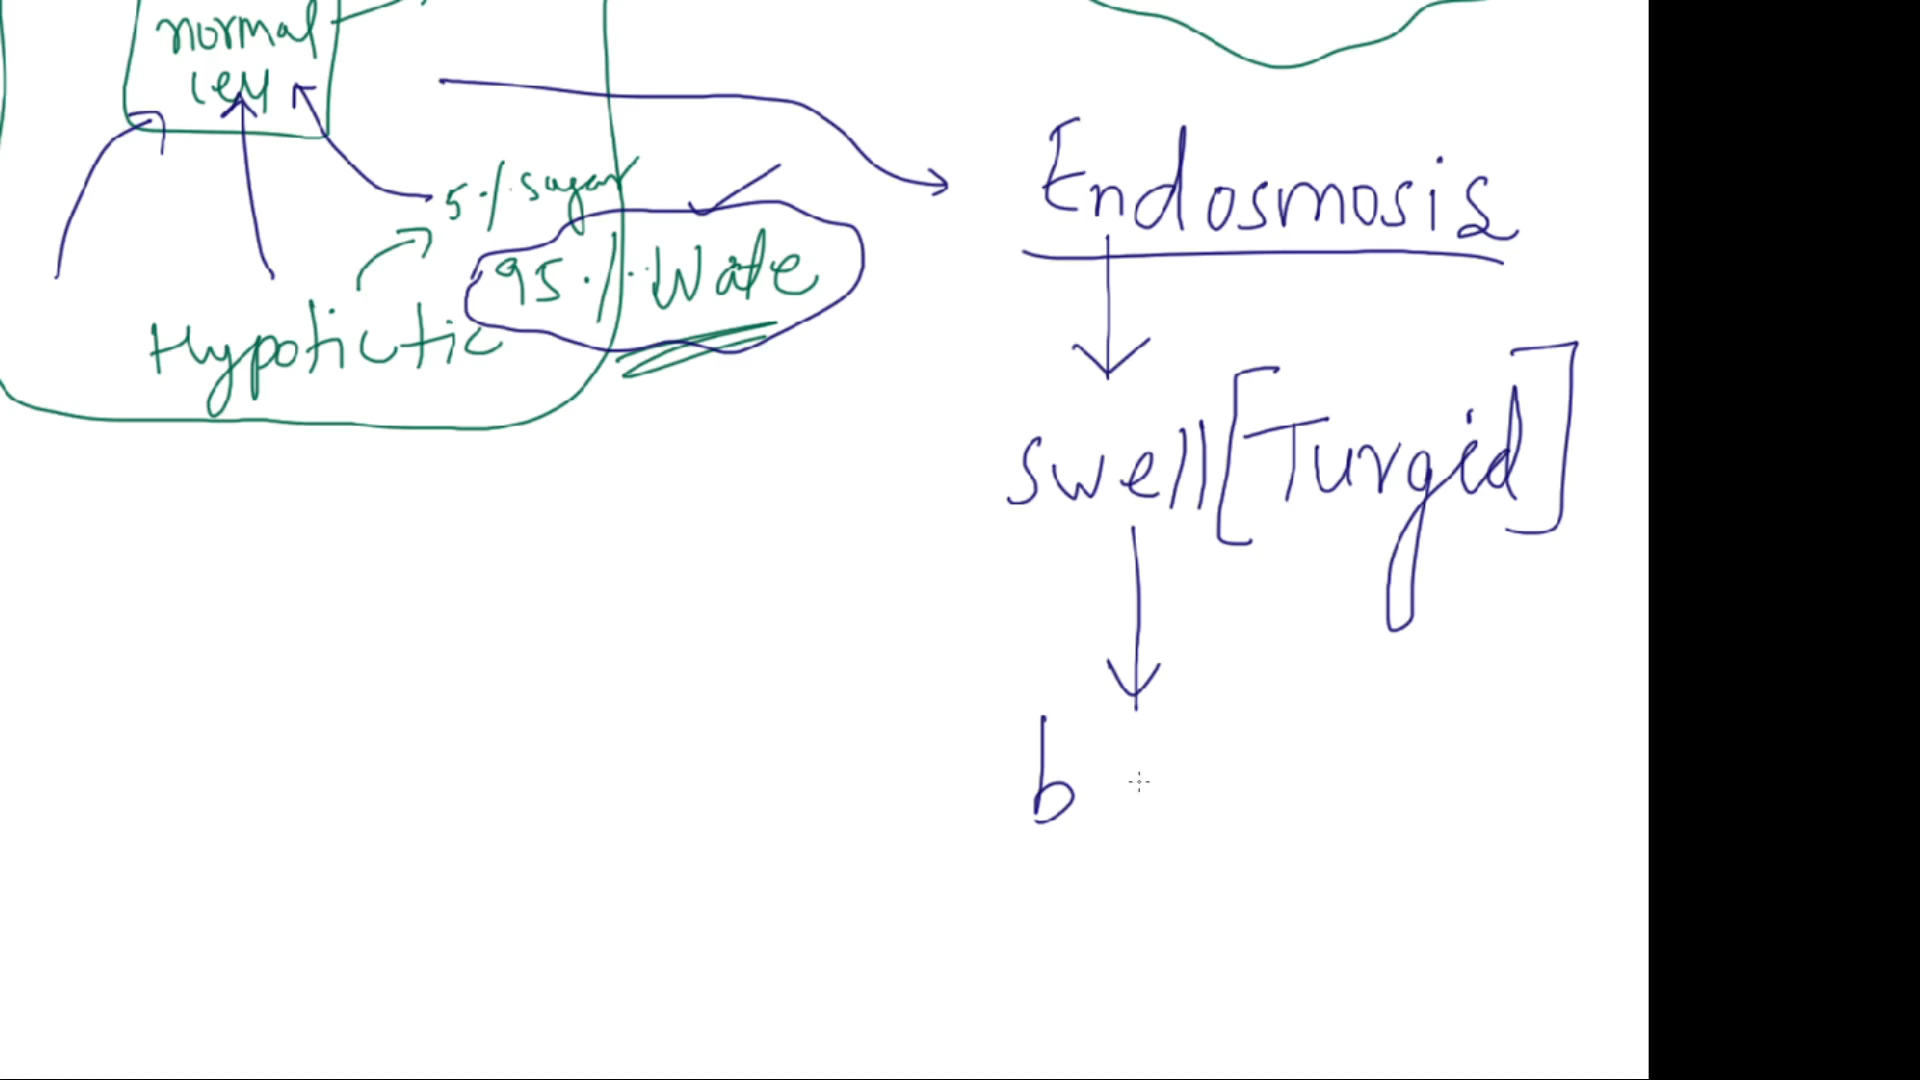 normal
cell
5 % sugar
95 % Wate
Hypotictic
Endosmosis
swell [Turgid]
b